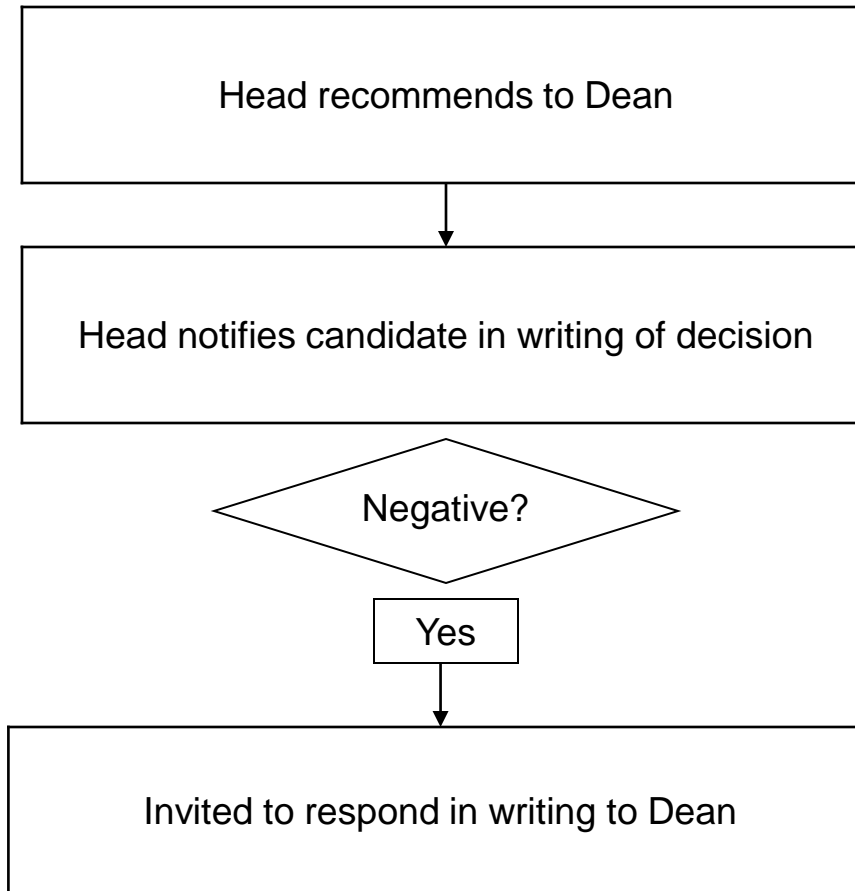 Head recommends to Dean
Head notifies candidate in writing of decision
Negative?
Yes
Invited to respond in writing to Dean